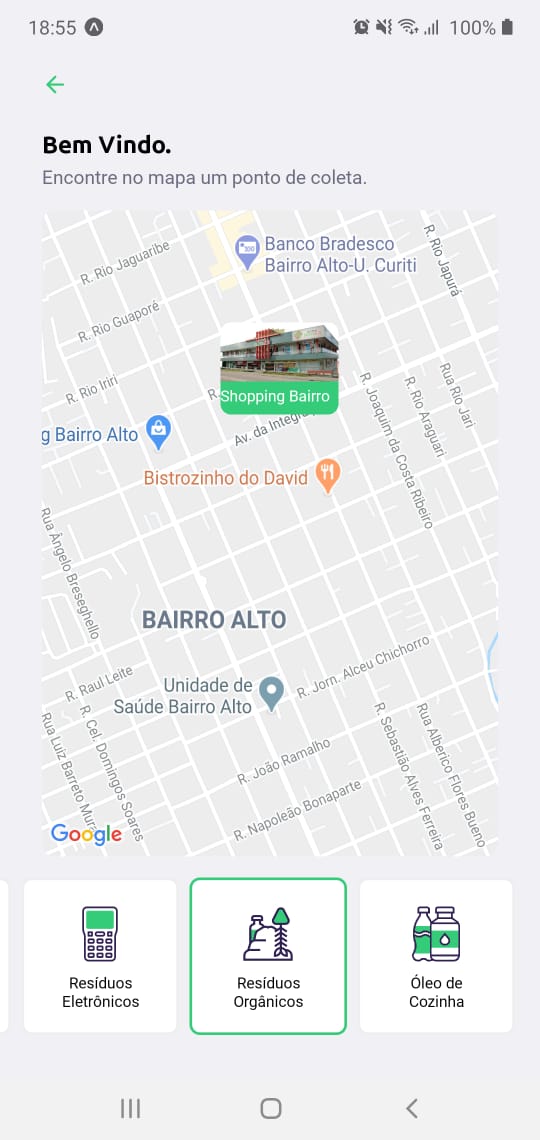 18:55
100%
Bem Vindo.
Encontre no mapa um ponto de coleta.
R. Rio Jaguaribe
Banco Bradesco
Bairro Alto-U. Curiti
R. Rio Japurá
R. Rio Guaporé
R. Rio Iriri
R.
Shopping Bairro
Av. da Integra
R. Joaquim da Costa Ribeiro
R. Rio Araguari
Rua Rio Jari
g Bairro Alto
Bistrozinho do David
Rua Ângelo Breseghello
BAIRRO ALTO
R. Raul Leite
Unidade de
Saúde Bairro Alto
R. Jorn. Alceu Chichorro
Rua Luiz Barreto Mura
R. Cel. Domingos Soares
R. João Ramalho
R. Napoleão Bonaparte
R. Sebastião Alves Ferreira
Rua Alberico Flores Bueno
Google
Resíduos
Eletrônicos
Resíduos
Orgânicos
Óleo de
Cozinha